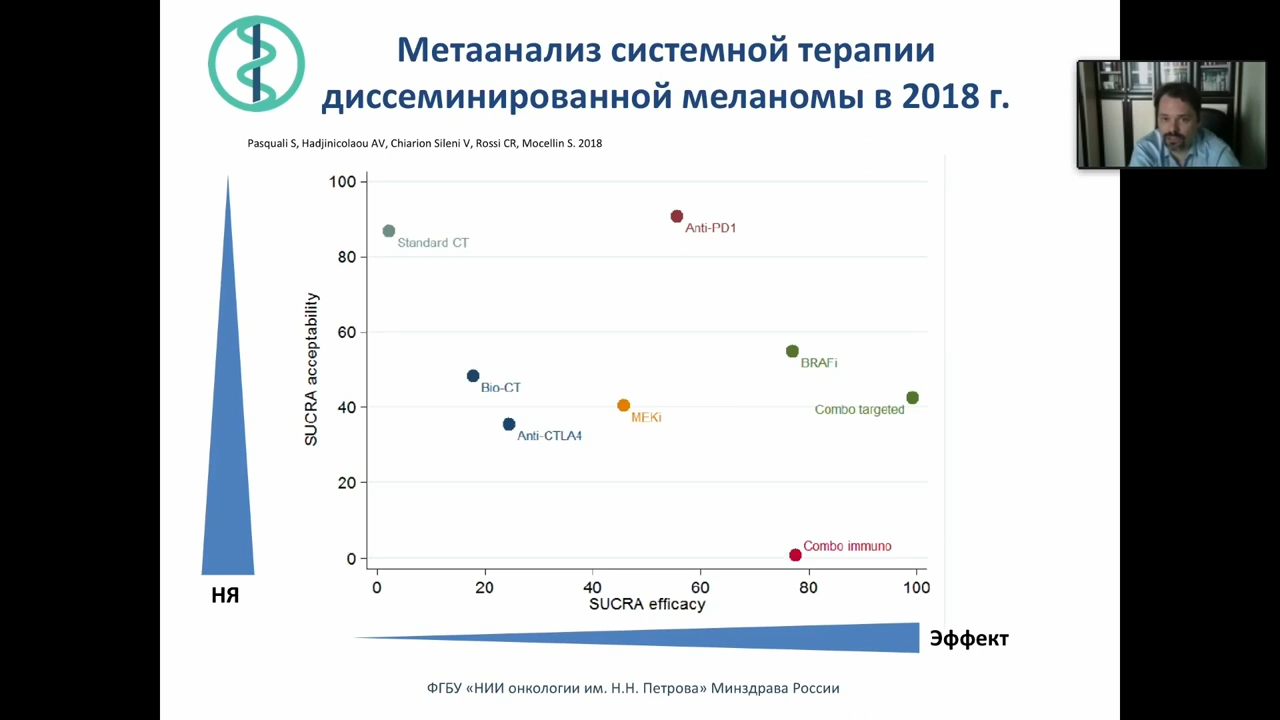 Метаанализ системной терапии
диссеминированной меланомы в 2018 г.
Pasquali S, Hadjinicolaou AV, Chiarion Sileni V, Rossi CR, Mocellin S. 2018
100
80
60
40
20
0
SUCRA acceptability
Standard CT
Anti-PD1
BRAFi
Bio-CT
Combo targeted
MEKi
Anti-CTLA4
Combo immuno
0 20 40 60 80 100
SUCRA efficacy
НЯ
Эффект
ФГБУ «НИИ онкологии им. Н.Н. Петрова» Минздрава России